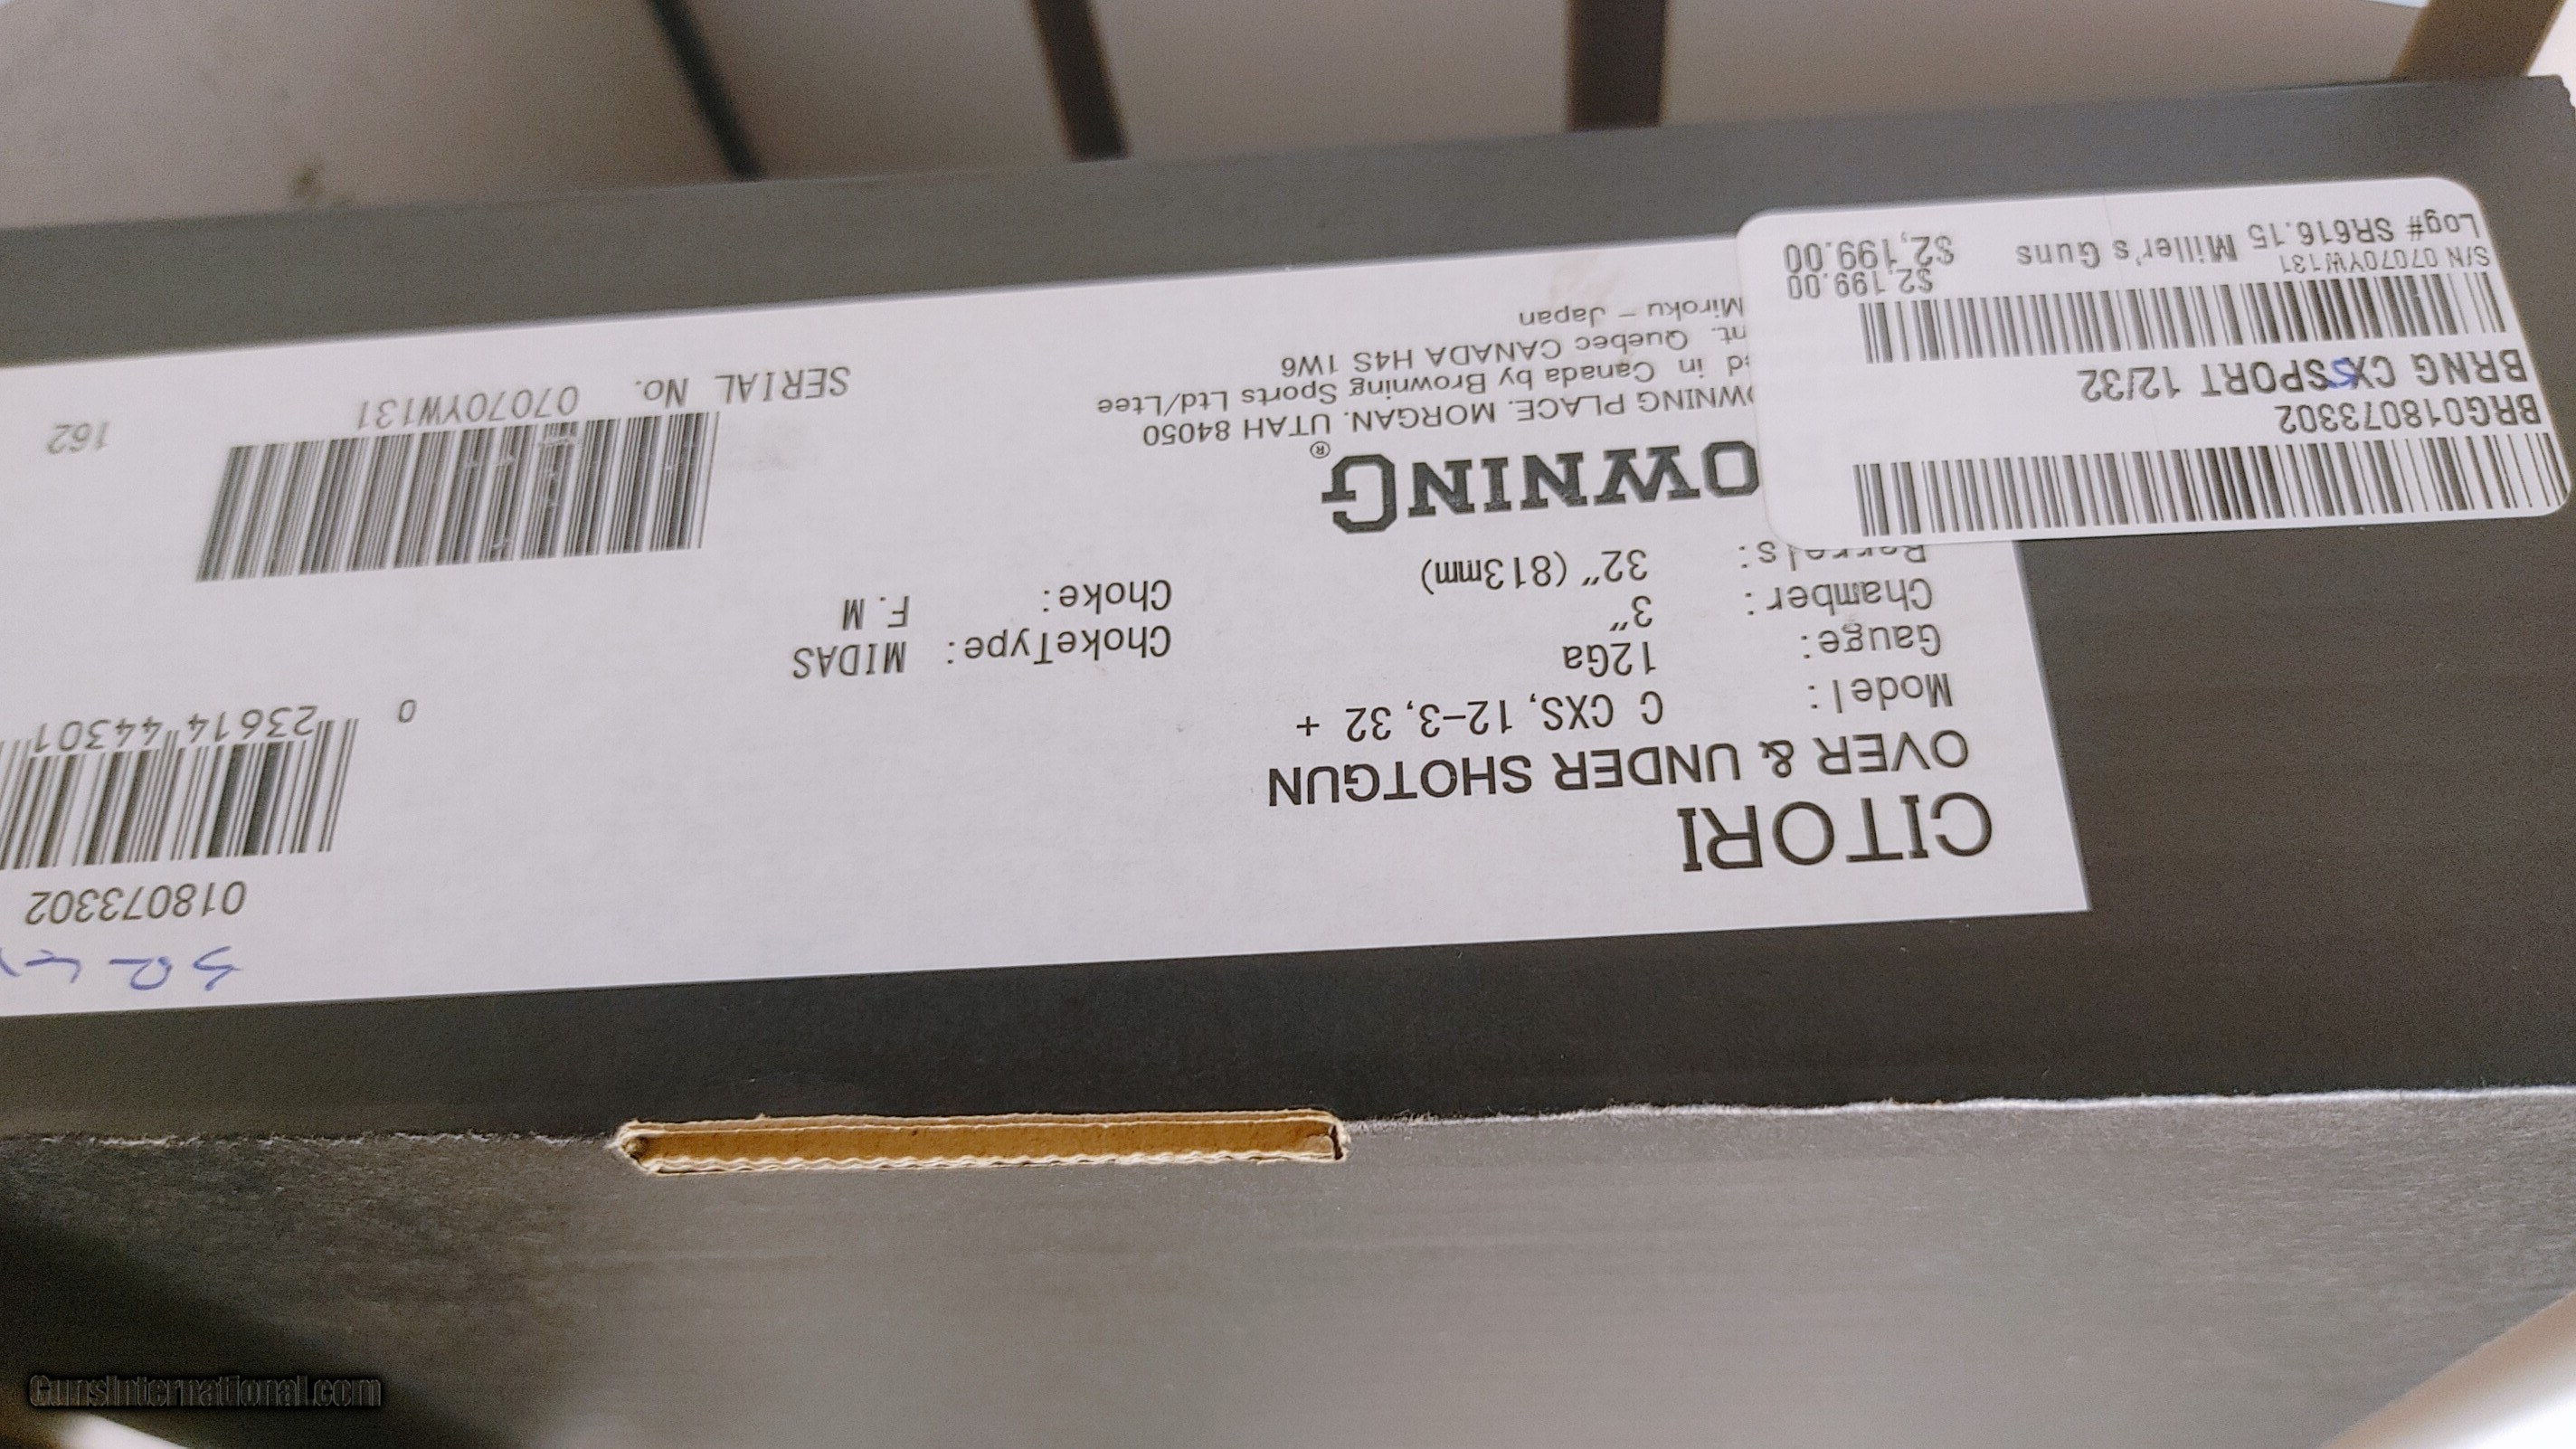 CITORI
OVER & UNDER SHOTGUN
Model: C CXS, 12-3, 32 +
Gauge: 12Ga
Chamber: 3"
Barrels: 32" (813mm)
ChokeType: MIDAS
Choke: F.M
OWNING®
OWNING PLACE. MORGAN. UTAH 84050
ed in Canada by Browning Sports Ltd/Ltee
nt. Quebec CANADA H4S 1W6
Miroku - Japan
018073302
0 23614 44301
SERIAL No. 07070YW131
162
BRG018073302
BRNG CXSSPORT 12/32
S/N 07070YW131 $2,199.00
Log# SR616.15 Miller's Guns $2,199.00
GunsInternational.com